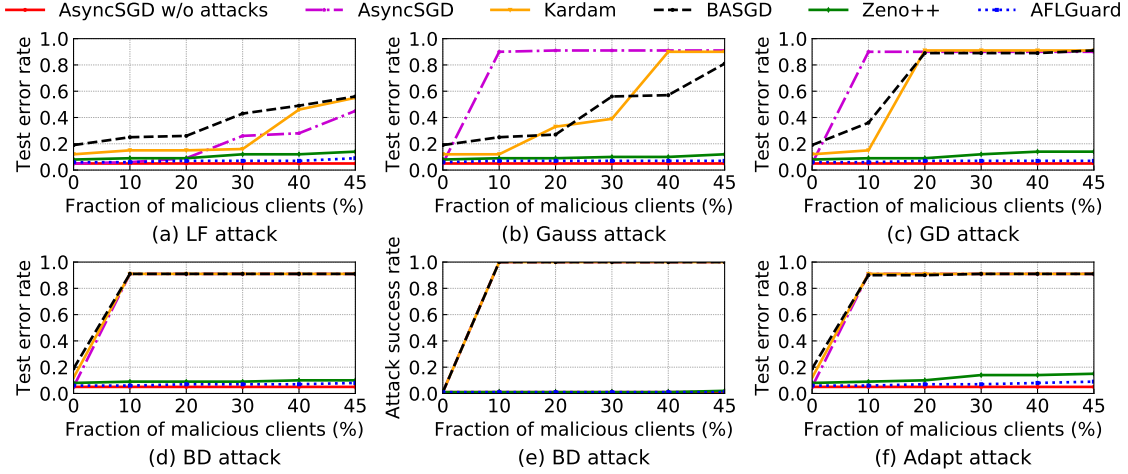 AsyncSGD w/o attacks AsyncSGD Kardam BASGD Zeno++ AFLGuard
Test error rate
1.0
0.8
0.6
0.4
0.2
0.0
0 10 20 30 40 45
Fraction of malicious clients (%)
(a) LF attack
Test error rate
1.0
0.8
0.6
0.4
0.2
0.0
0 10 20 30 40 45
Fraction of malicious clients (%)
(b) Gauss attack
Test error rate
1.0
0.8
0.6
0.4
0.2
0.0
0 10 20 30 40 45
Fraction of malicious clients (%)
(c) GD attack
Test error rate
1.0
0.8
0.6
0.4
0.2
0.0
0 10 20 30 40 45
Fraction of malicious clients (%)
(d) BD attack
Attack success rate
1.0
0.8
0.6
0.4
0.2
0.0
0 10 20 30 40 45
Fraction of malicious clients (%)
(e) BD attack
Test error rate
1.0
0.8
0.6
0.4
0.2
0.0
0 10 20 30 40 45
Fraction of malicious clients (%)
(f) Adapt attack